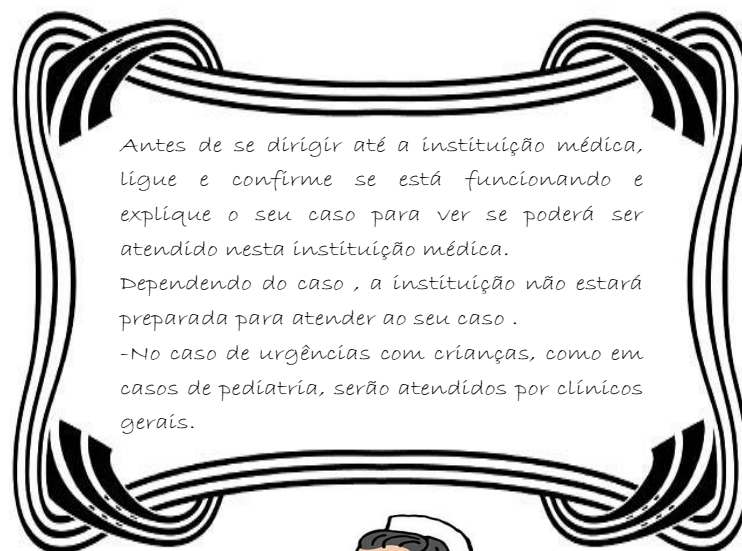 Antes de se dirigir até a instituição médica,
ligue e confirme se está funcionando e
explique o seu caso para ver se poderá ser
atendido nesta instituição médica.
Dependendo do caso , a instituição não estará
preparada para atender ao seu caso .
-No caso de urgências com crianças, como em
casos de pediatria, serão atendidos por clínicos
gerais.